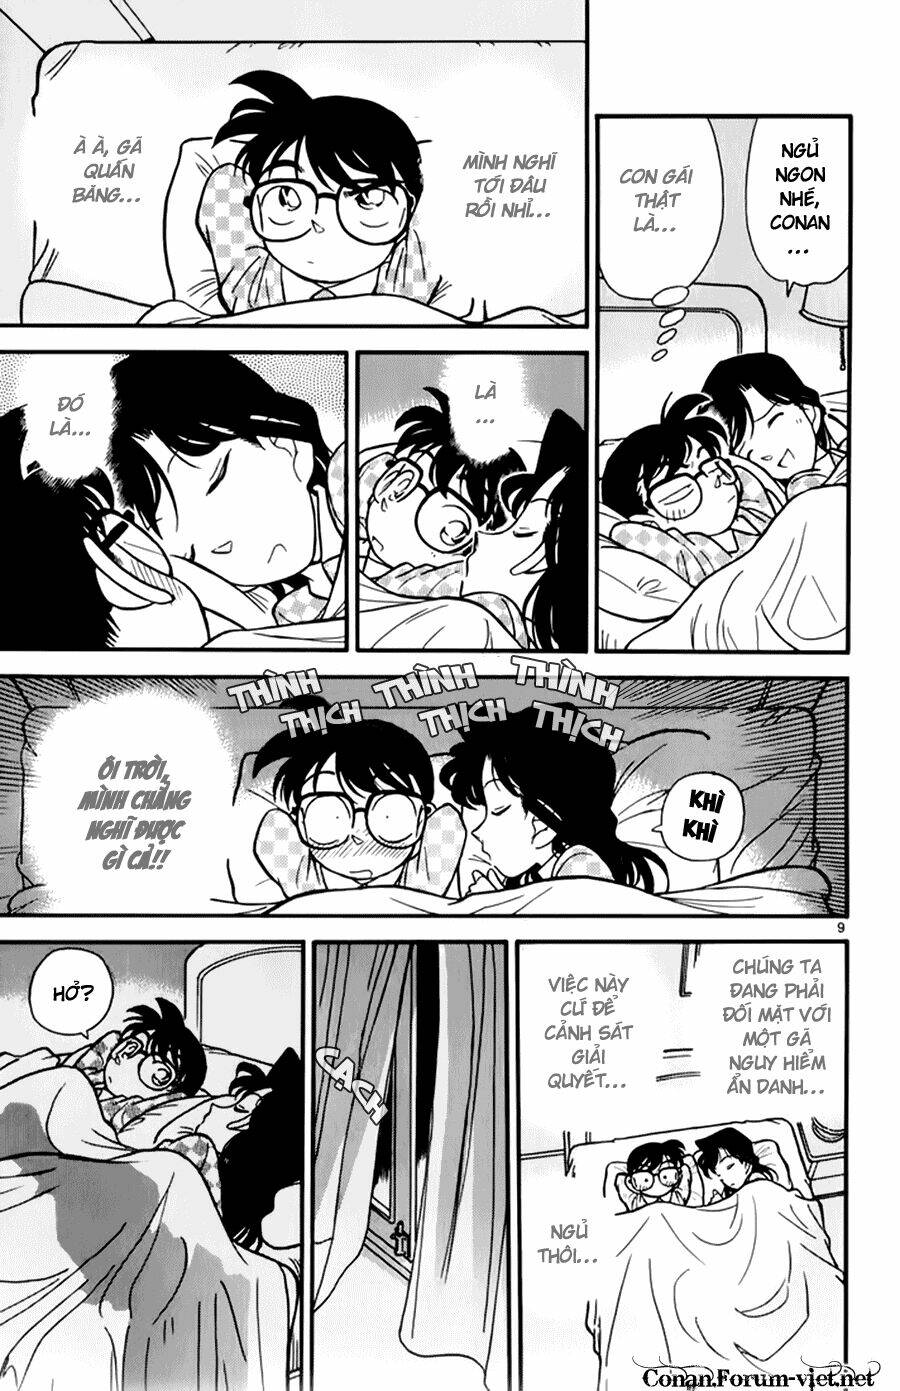 NGỦ
NGON
NHÉ,
CONAN
...
CON GÁI
THẬT
LÀ...
MÌNH NGHĨ
TỚI ĐÂU
RỒI NHỈ...
À À, GÃ
QUẤN
BĂNG...
LÀ
...
ĐÓ
LÀ...
THÌNH
THỊCH
THÌNH
THỊCH
THÌNH
THỊCH
KHÌ
KHÌ
ÔI TRỜI,
MÌNH CHẲNG
NGHĨ ĐƯỢC
GÌ CẢ!!
9
CHÚNG TA
ĐANG PHẢI
ĐỐI MẶT VỚI
MỘT GÃ
NGUY HIỂM
ẨN DANH...
=
VIỆC NÀY
CỨ ĐỂ
CẢNH SÁT
GIẢI
QUYẾT...
NGỦ
THÔI...
CẠCH
HỞ?
Conan.Forum-viet.net